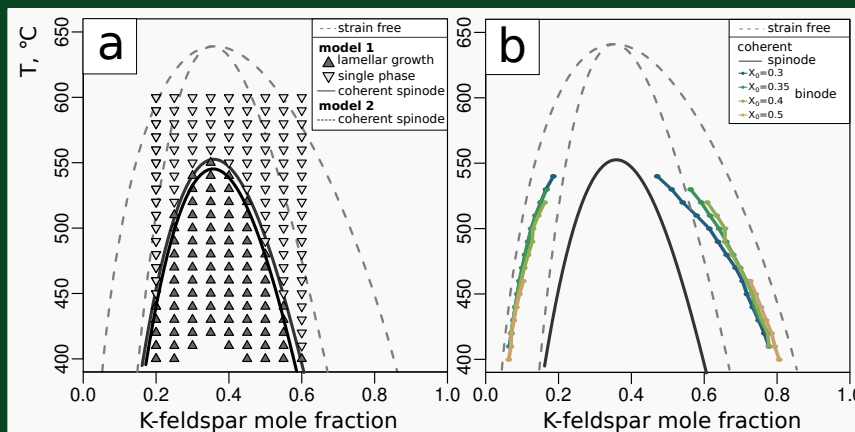 a
T, °C
650
600
550
500
450
400
0.0 0.2 0.4 0.6 0.8 1.0
K-feldspar mole fraction
strain free
model 1
lamellar growth
single phase
coherent spinode
model 2
coherent spinode
b
650
600
550
500
450
400
0.0 0.2 0.4 0.6 0.8 1.0
K-feldspar mole fraction
strain free
coherent
spinode
X₀=0.3
X₀=0.35
binode
X₀=0.4
X₀=0.5